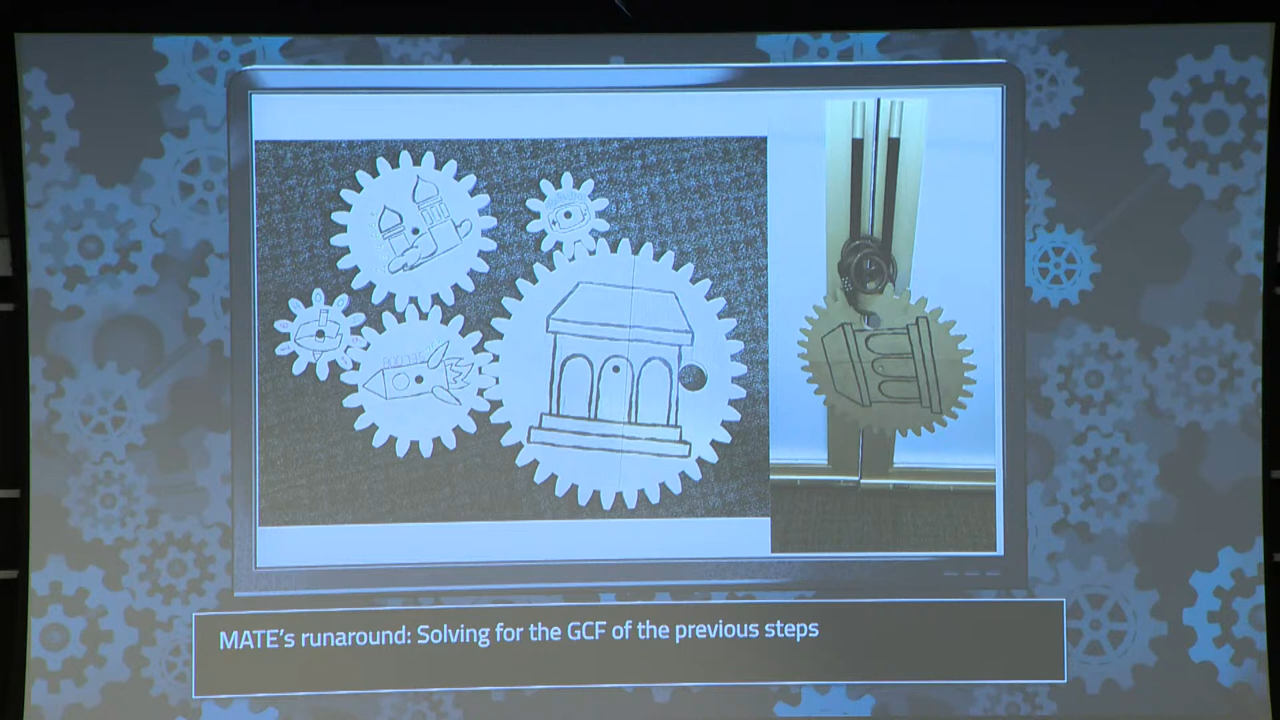 MATE's runaround: Solving for the GCF of the previous steps